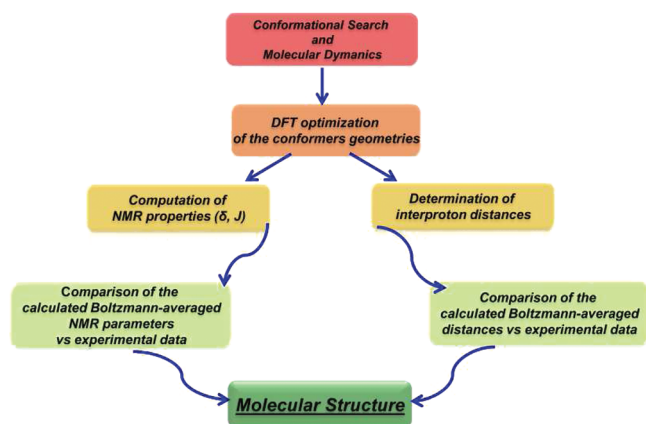 Conformational Search
and
Molecular Dymanics
DFT optimization
of the conformers geometries
Computation of
NMR properties (δ, J)
Determination of
interproton distances
Comparison of the
calculated Boltzmann-averaged
NMR parameters
vs experimental data
Comparison of the
calculated Boltzmann-averaged
distances vs experimental data
Molecular Structure